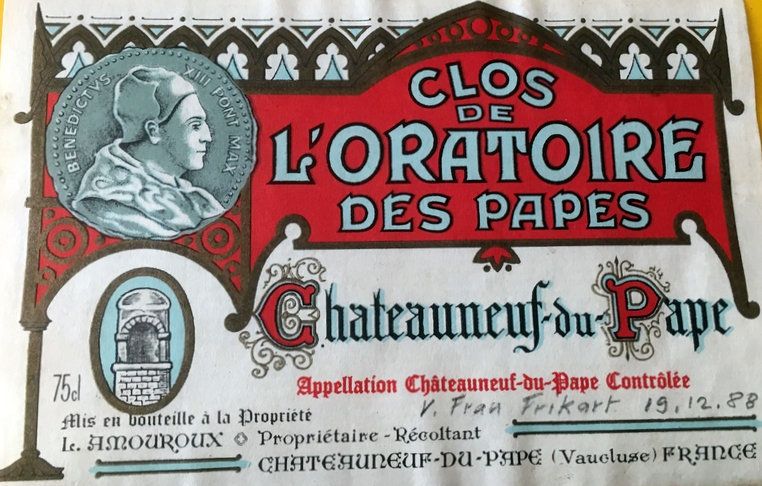 BENEDICTVS XIII PONT MAX
CLOS
DE
L'ORATOIRE
DES PAPES
Chateauneuf-du-Pape
75cl
Appellation Châteauneuf-du-Pape Contrôlée
V. Frau Frikart 19.12.88
Mis en bouteille à la Propriété
Le. AMOUROUX Propriétaire-Récoltant
CHATEAUNEUF-DU-PAPE (Vaucluse) FRANCE